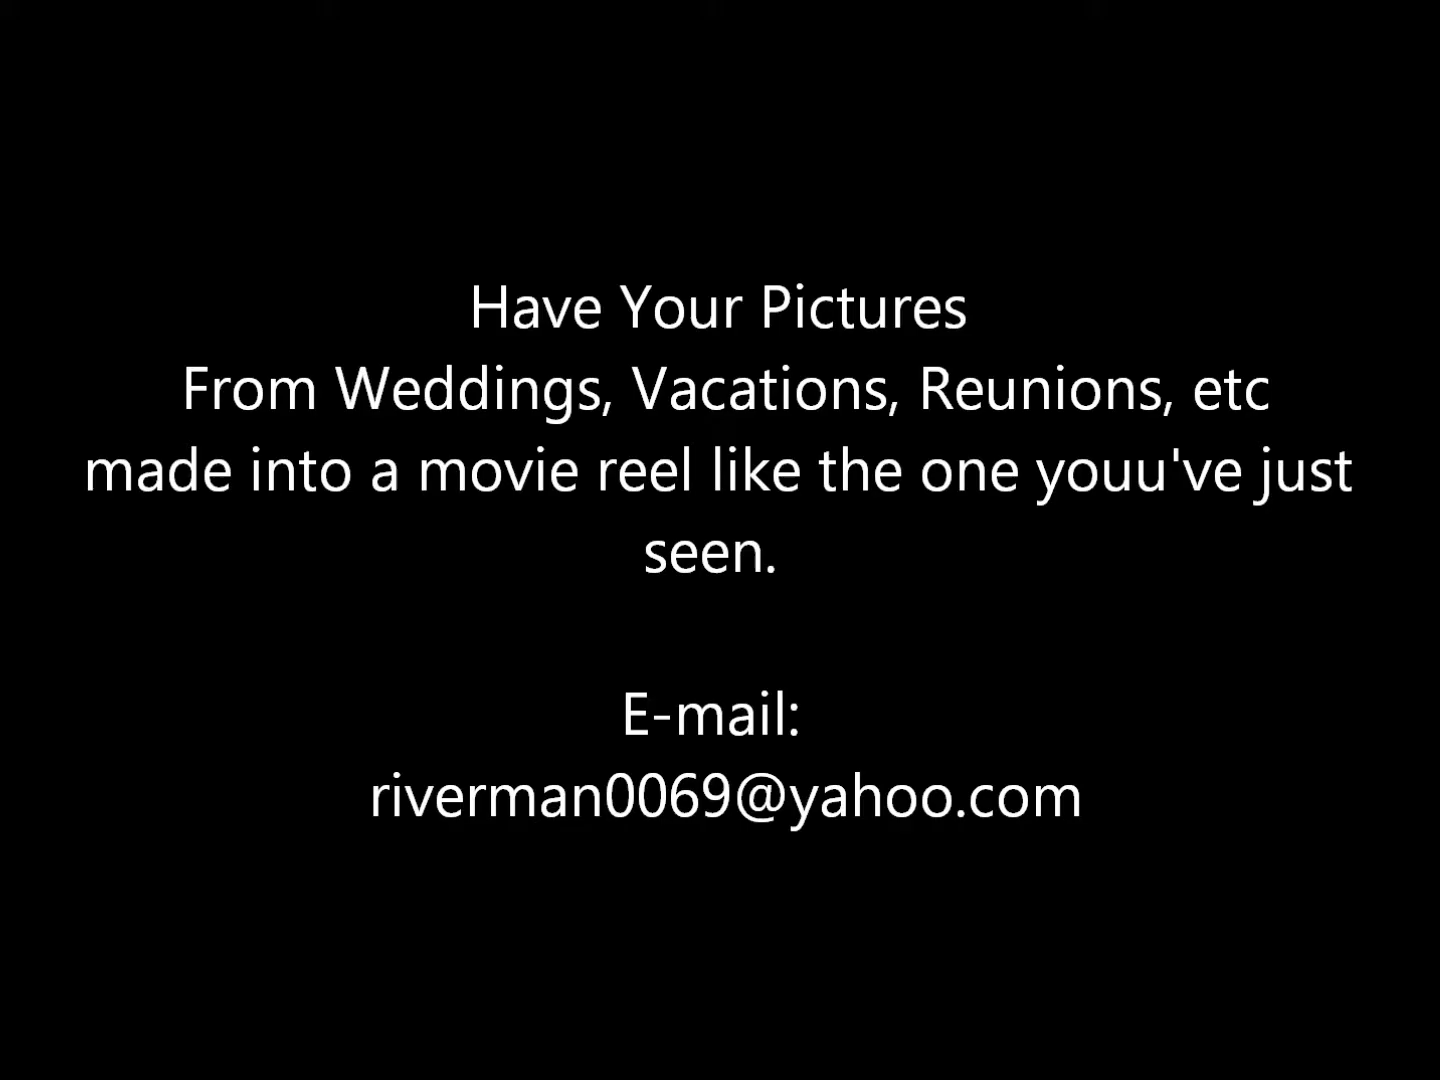 Have Your Pictures
From Weddings, Vacations, Reunions, etc
made into a movie reel like the one youu've just
seen.
E-mail:
riverman0069@yahoo.com